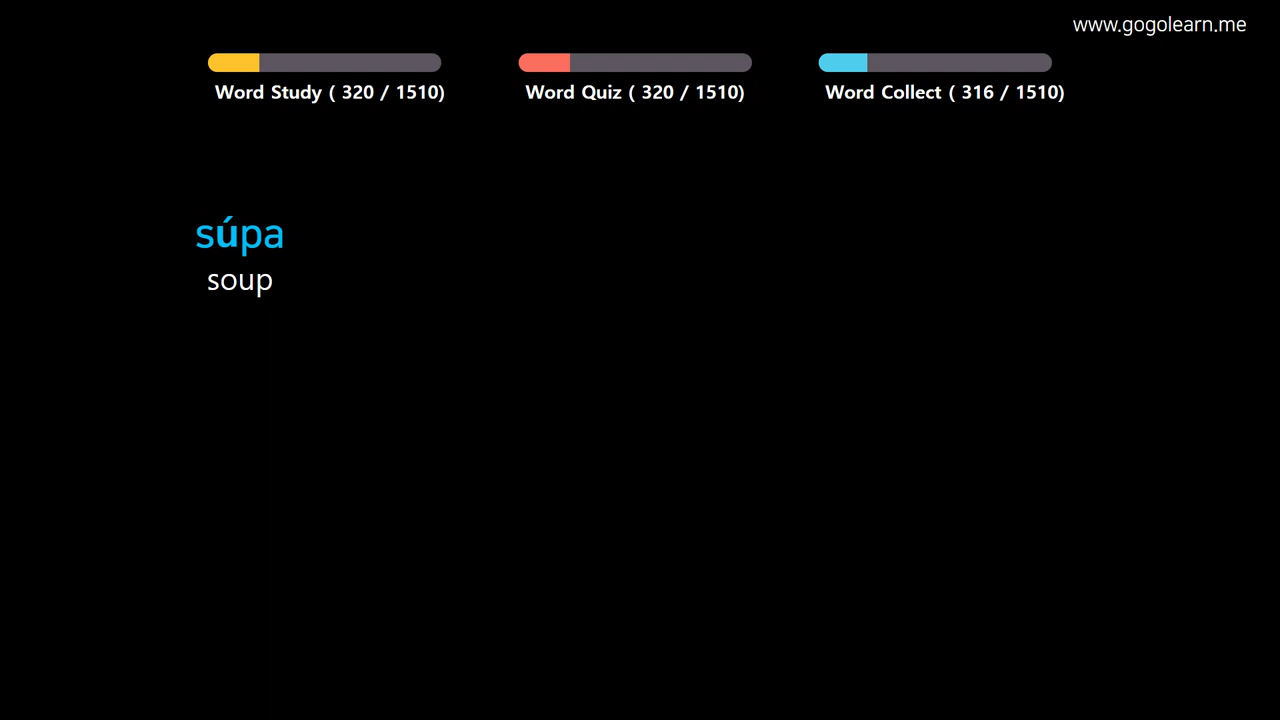 www.gogolearn.me
Word Study ( 320 / 1510)
Word Quiz ( 320 / 1510)
Word Collect ( 316 / 1510)
súpa
soup